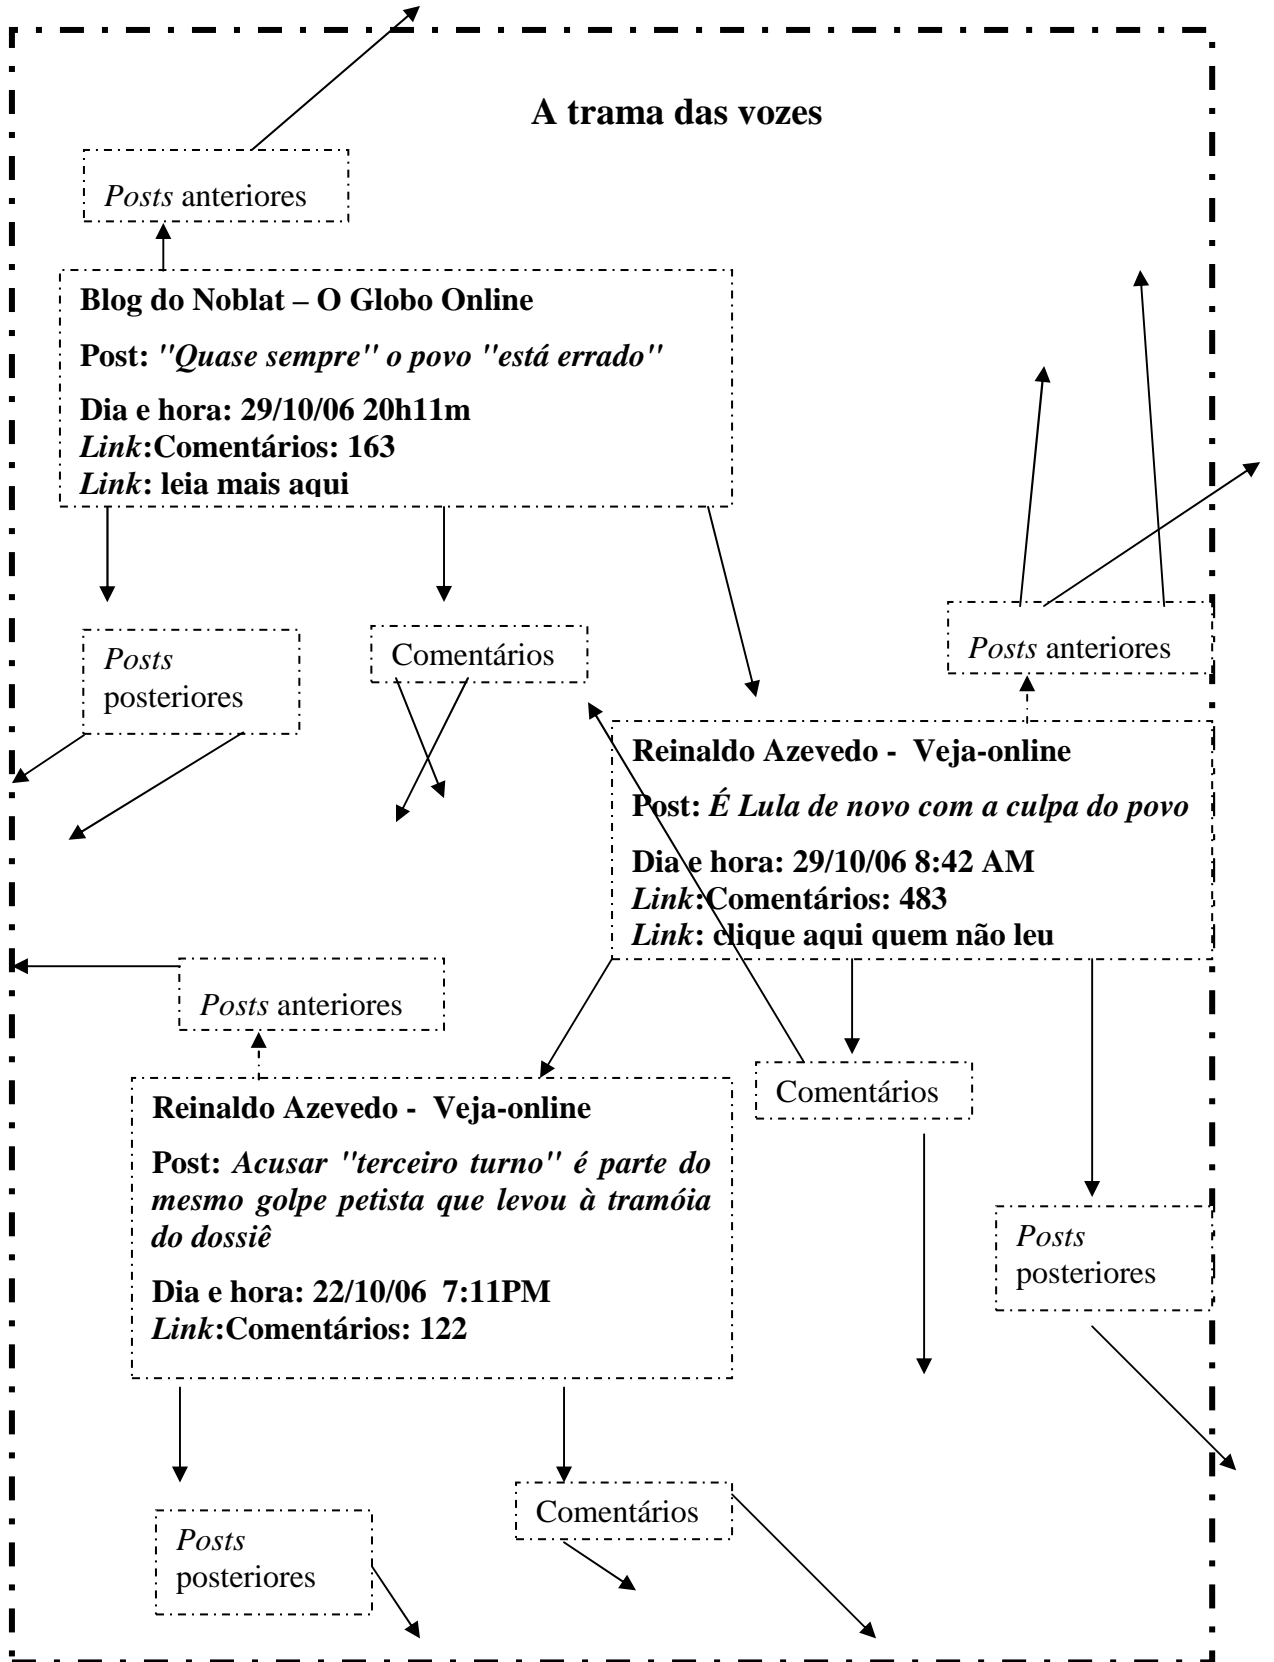 A trama das vozes
Posts anteriores
Blog do Noblat – O Globo Online
Post: "Quase sempre" o povo "está errado"
Dia e hora: 29/10/06 20h11m
Link:Comentários: 163
Link: leia mais aqui
Posts
posteriores
Comentários
Posts anteriores
Reinaldo Azevedo - Veja-online
Post: É Lula de novo com a culpa do povo
Dia e hora: 29/10/06 8:42 AM
Link:Comentários: 483
Link: clique aqui quem não leu
Posts anteriores
Comentários
Reinaldo Azevedo - Veja-online
Post: Acusar "terceiro turno" é parte do
mesmo golpe petista que levou à tramóia
do dossiê
Dia e hora: 22/10/06 7:11PM
Link:Comentários: 122
Posts
posteriores
Comentários
Posts
posteriores